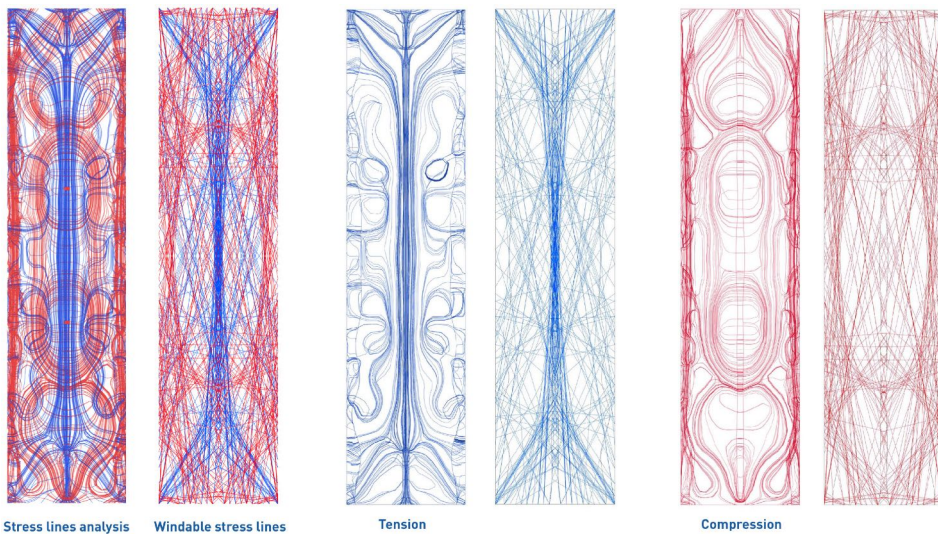 Stress lines analysis
Windable stress lines
Tension
Compression